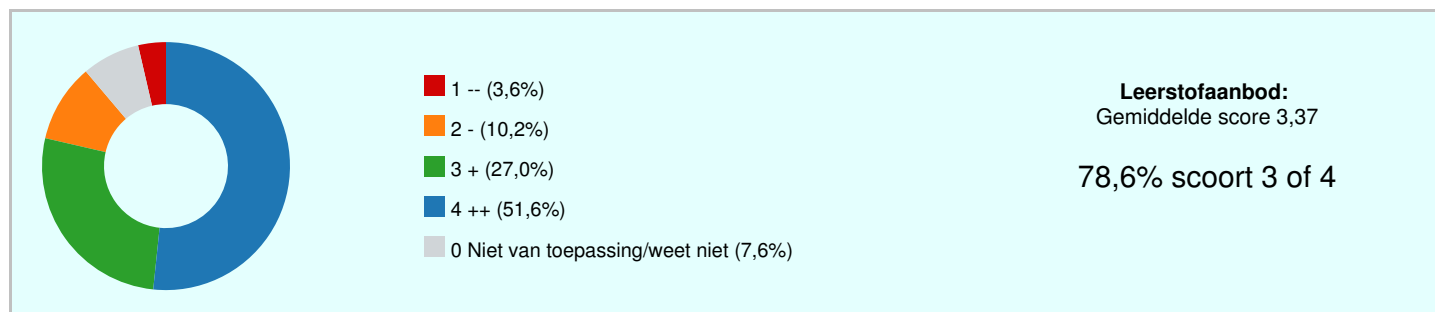 1 -- (3,6%)
2 - (10,2%)
3 + (27,0%)
4 ++ (51,6%)
0 Niet van toepassing/weet niet (7,6%)
Leerstofaanbod:
Gemiddelde score 3,37
78,6% scoort 3 of 4